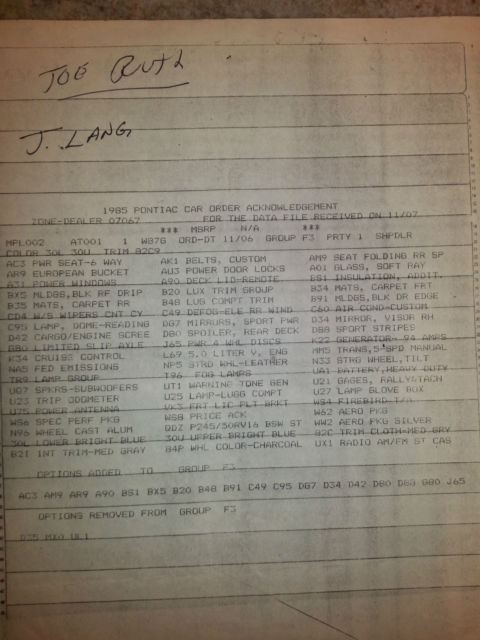 JOE RUTH
J. LANG
1985 PONTIAC CAR ORDER ACKNOWLEDGEMENT
ZONE-DEALER 07067 FOR THE DATA FILE RECEIVED ON 11/07
*** MSRP N/A ***
MPL002 AT001 1 W87G ORD-DT 11/06 GROUP F3 PRTY 1 SHPDLR
COLOR 30L 30U TRIM 82C9
AC3 PWR SEAT-6 WAY AK1 BELTS, CUSTOM AM9 SEAT FOLDING RR SP
AR9 EUROPEAN BUCKET AU3 POWER DOOR LOCKS A01 GLASS, SOFT RAY
A31 POWER WINDOWS A90 DECK LID-REMOTE BS1 INSULATION, ADDIT.
BX5 MLDGS,BLK RF DRIP B20 LUX TRIM GROUP B34 MATS, CARPET FRT
B35 MATS, CARPET RR B48 LUG COMPT TRIM B91 MLDGS,BLK DR EDGE
CD4 W/S WIPERS CNT CY C49 DEFOG-ELE RR WIND C60 AIR COND-CUSTOM
C95 LAMP, DOME-READING DG7 MIRRORS, SPORT PWR D34 MIRROR, VISOR RH
D42 CARGO/ENGINE SCREE D80 SPOILER, REAR DECK D88 SPORT STRIPES
G80 LIMITED SLIP AXLE J65 PWR 4 WHL DISCS K22 GENERATOR- 94 AMPS
K34 CRUISE CONTROL L69 5.0 LITER V, ENG MM5 TRANS,5-SPD MANUAL
NA5 FED EMISSIONS NP5 STRG WHL-LEATHER N33 STRG WHEEL,TILT
TR9 LAMP GROUP T96 FOG LAMPS UA1 BATTERY,HEAVY DUTY
UQ7 SPKRS-SUBWOOFERS UT1 WARNING TONE GEN U21 GAGES, RALLY&TACH
U23 TRIP ODOMETER U25 LAMP-LUGG COMPT U27 LAMP GLOVE BOX
U75 POWER ANTENNA VK3 FRT LIC PLT BRKT WS4 FIREBIRD-T/A
WS6 SPEC PERF PKG WS8 PRICE ACK W62 AERO PKG
N96 WHEEL CAST ALUM QDZ P245/50RV16 BSW ST WW2 AERO PKG SILVER
30L LOWER BRIGHT BLUE 30U UPPER BRIGHT BLUE 82C TRIM CLOTH-MED GRY
B2I INT TRIM-MED GRAY 84P WHL COLOR-CHARCOAL UX1 RADIO AM/FM ST CAS
OPTIONS ADDED TO GROUP F3
AC3 AM9 AR9 A90 BS1 BX5 B20 B48 B91 C49 C95 DG7 D34 D42 D80 D88 G80 J65
OPTIONS REMOVED FROM GROUP F3
D35 MX0 UL1